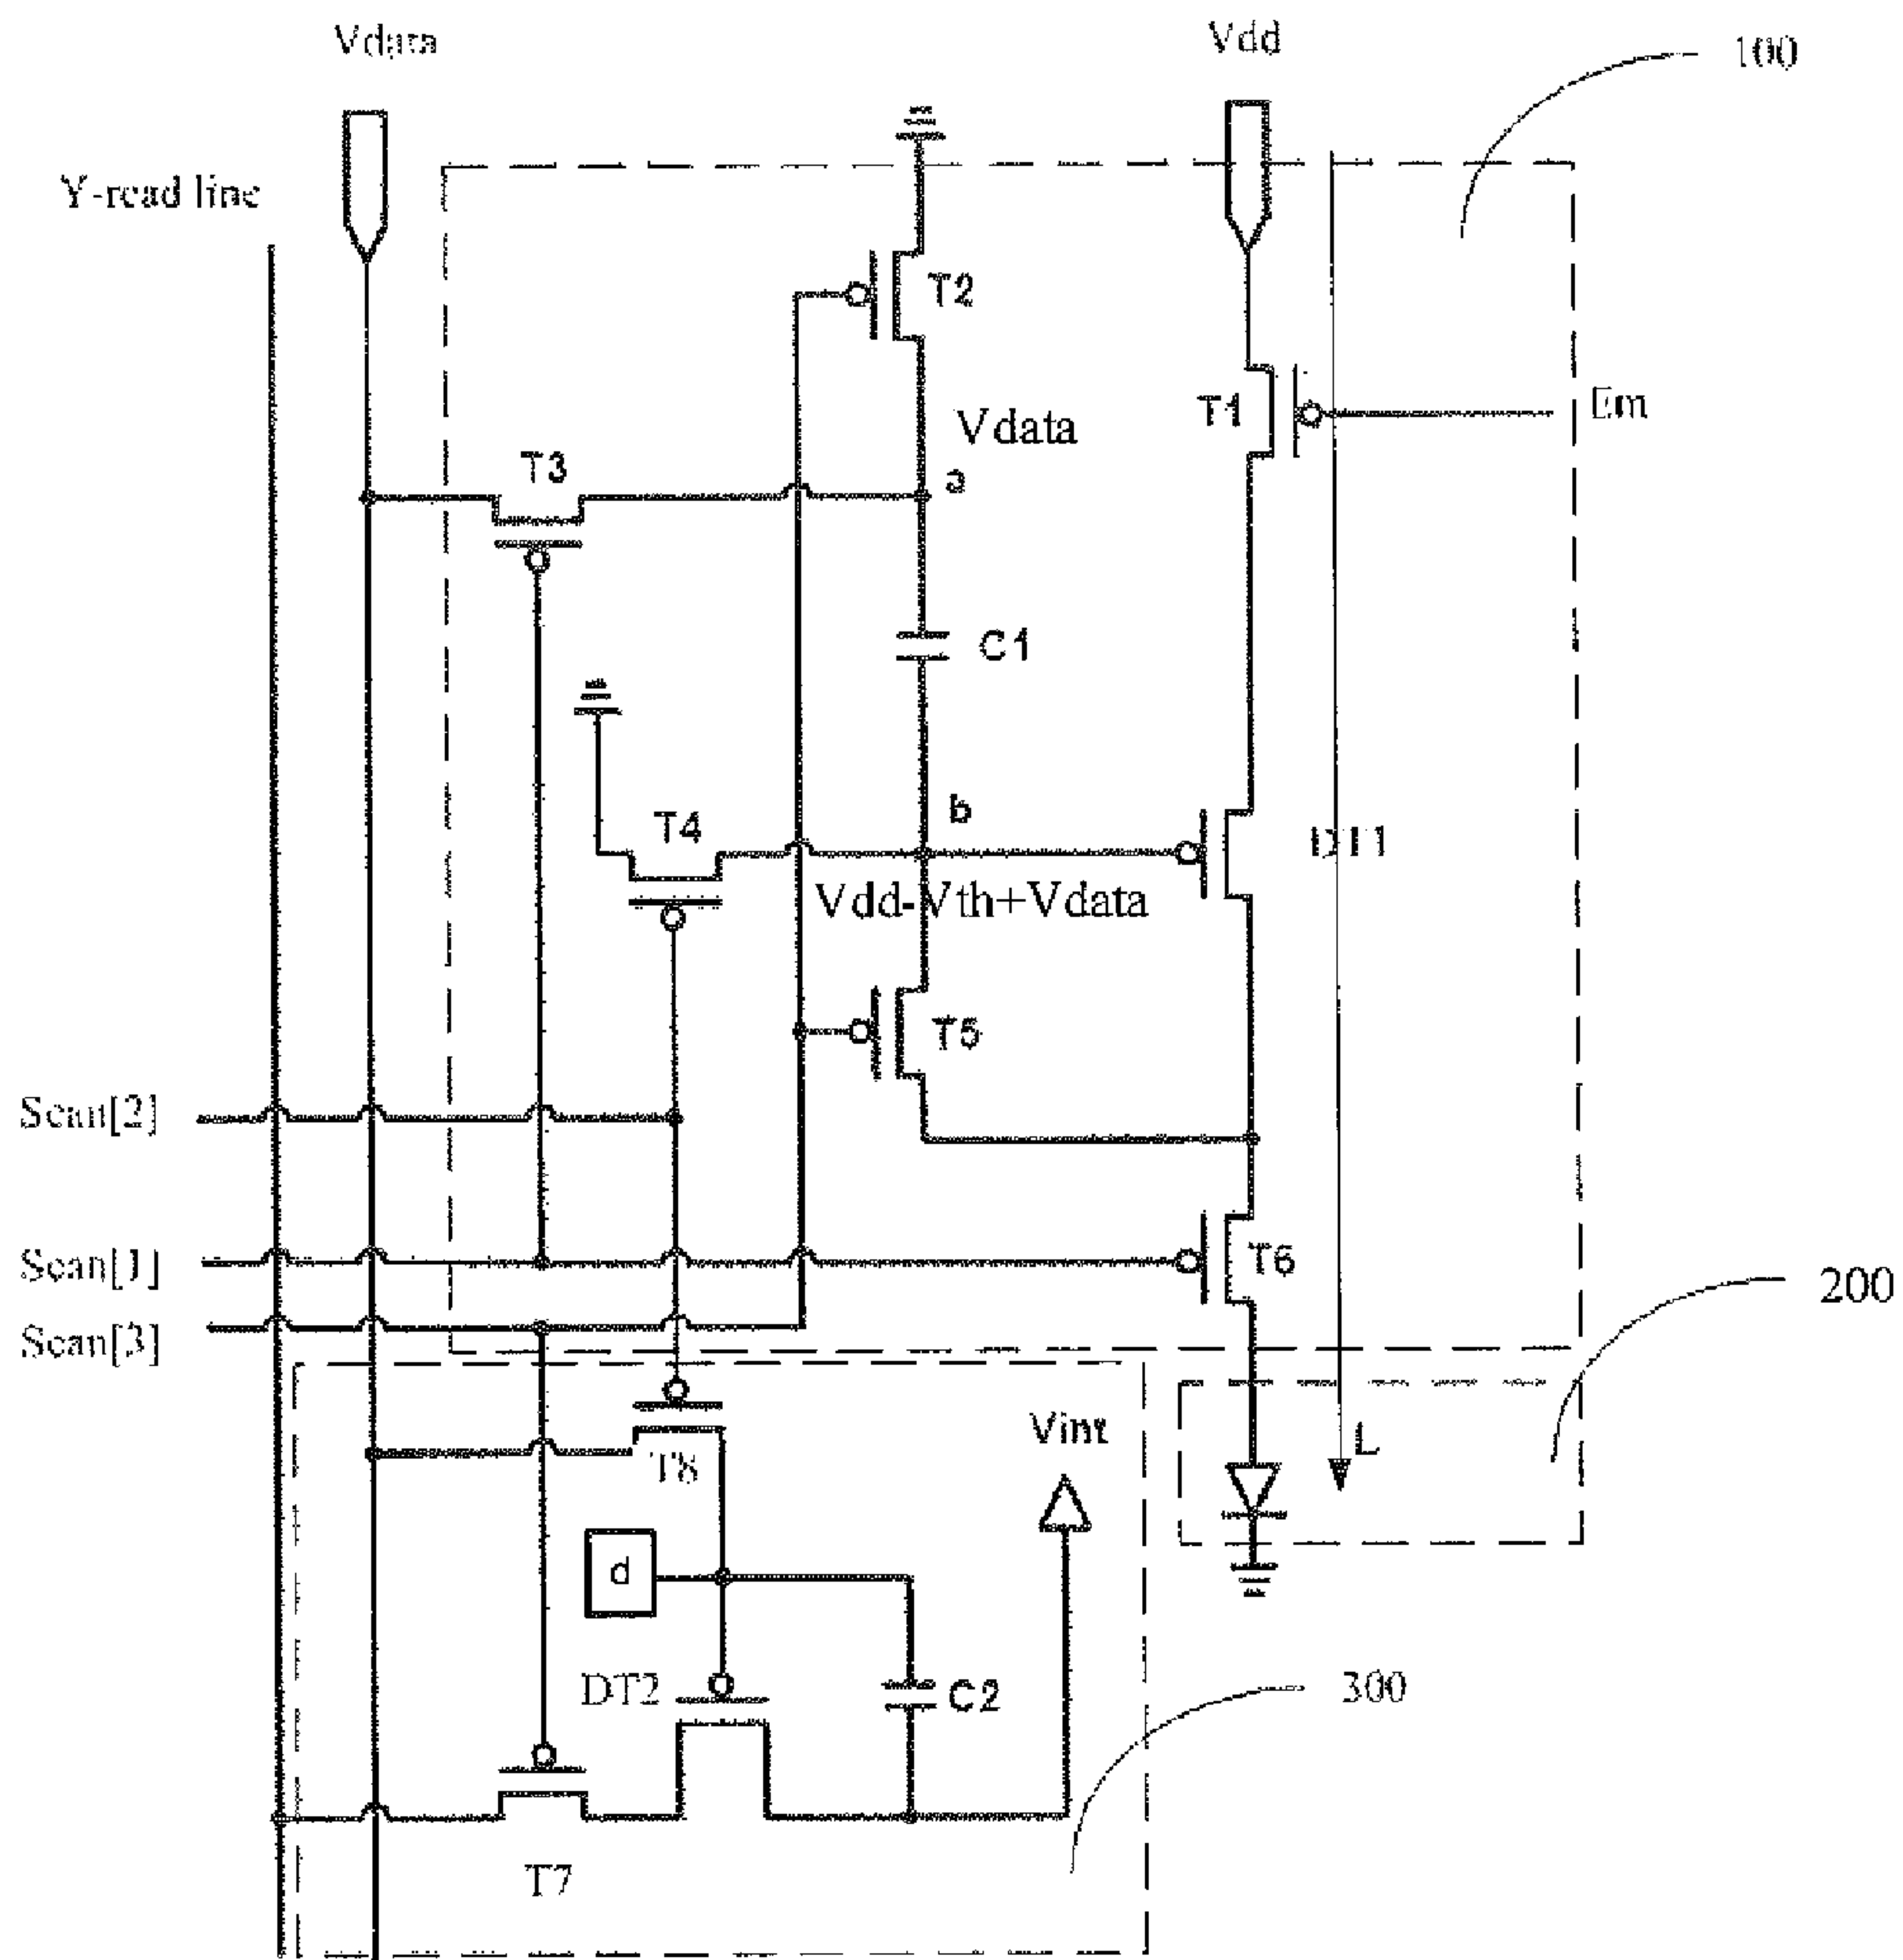 Vdata
Vdd
100
Y-read line
T2
T1
Em
Vdata
T3
a
C1
b
T4
DT1
Vdd-Vth+Vdata
T5
Scan[2]
Scan[1]
T6
200
Scan[3]
Vint
L
T8
d
DT2
C2
300
T7